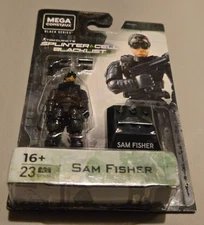 MEGA
CONSTRUX
BLACK SERIES
SPLINTER CELL
BLACKLIST
SAM FISHER
16+
23
SAM FISHER